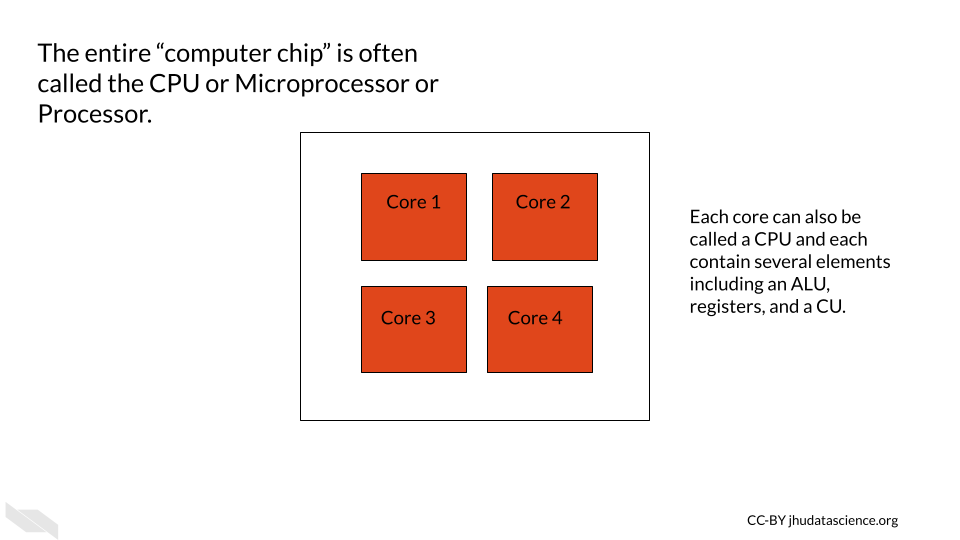 The entire “computer chip” is often
called the CPU or Microprocessor or
Processor.
Core 1
Core 2
Core 3
Core 4
Each core can also be
called a CPU and each
contain several elements
including an ALU,
registers, and a CU.
CC-BY jhudatascience.org